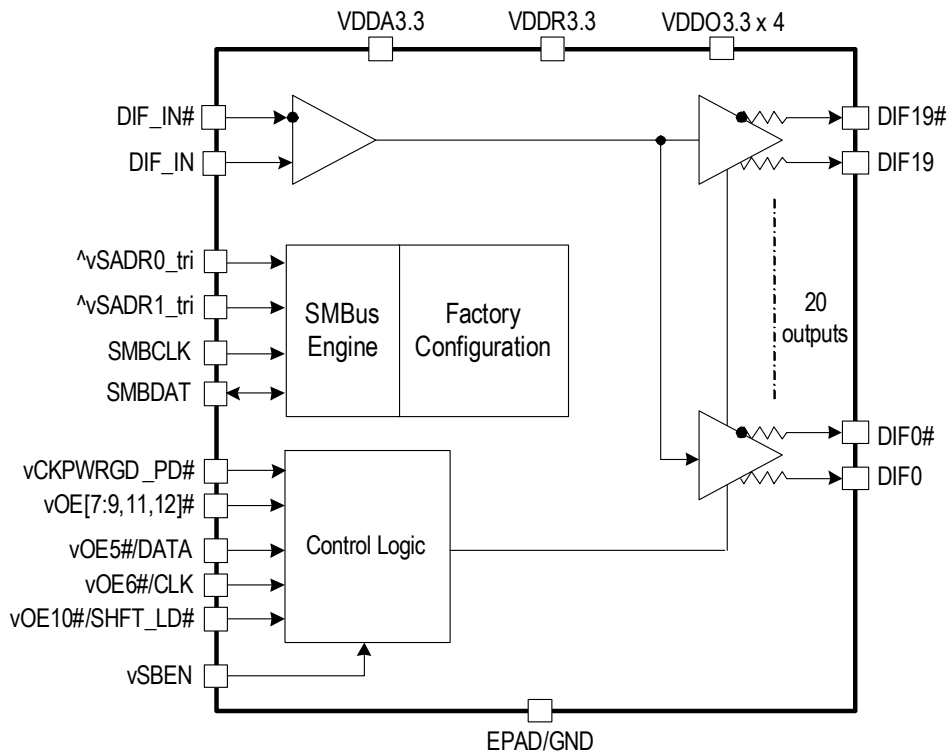 VDDA3.3
VDDR3.3
VDDO3.3 x 4
DIF_IN#
DIF_IN
DIF19#
DIF19
^vSADR0_tri
^vSADR1_tri
SMBCLK
SMBDAT
SMBus
Engine
Factory
Configuration
20
outputs
DIF0#
DIF0
vCKPWRGD_PD#
vOE[7:9,11,12]#
vOE5#/DATA
vOE6#/CLK
vOE10#/SHFT_LD#
vSBEN
Control Logic
EPAD/GND